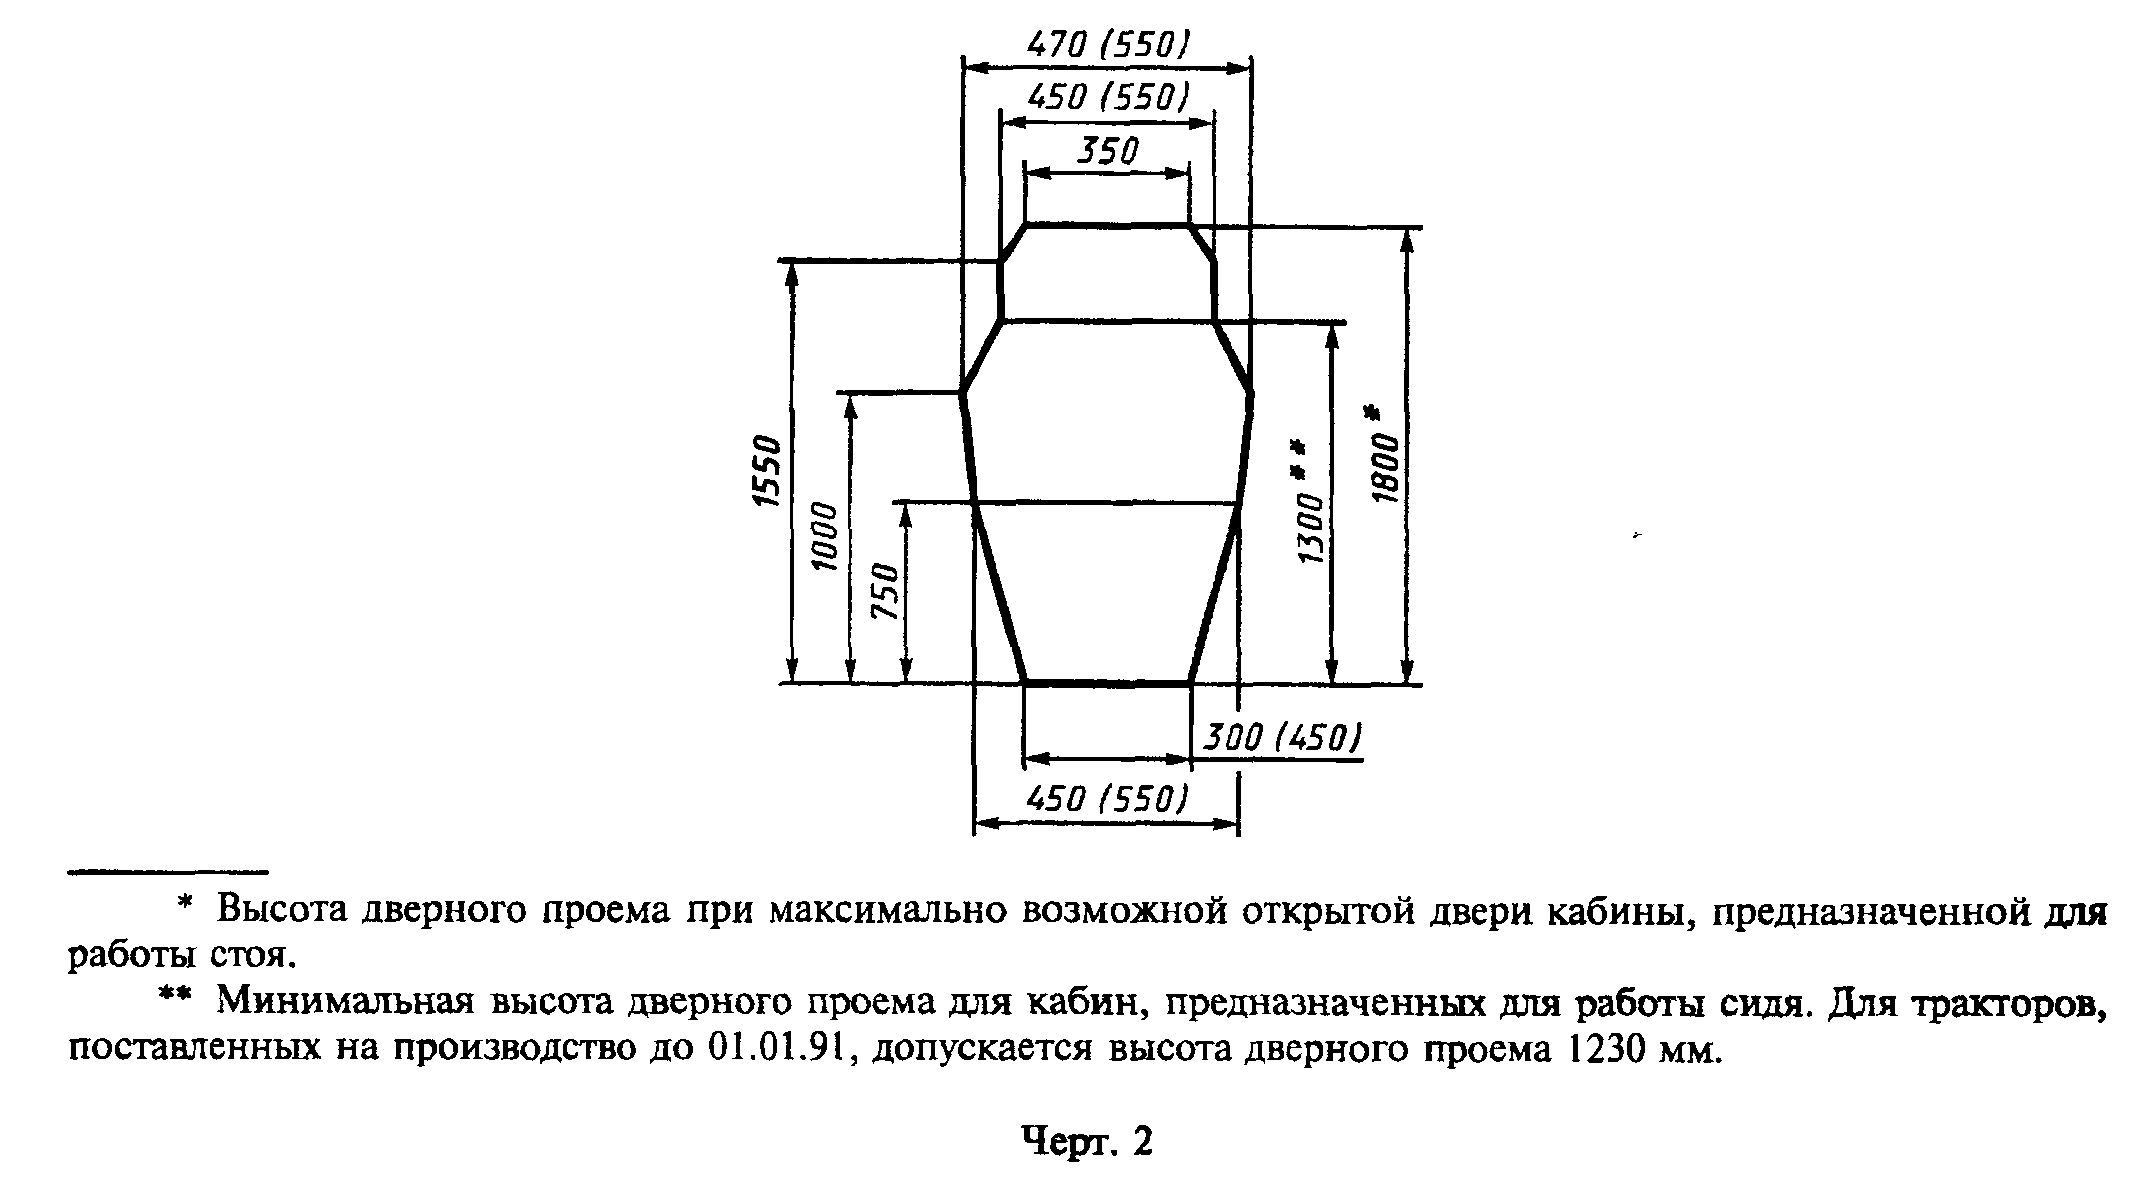 470 (550)
450 (550)
350
1550
1000
750
1300**
1800*
300 (450)
450 (550)
* Высота дверного проема при максимально возможной открытой двери кабины, предназначенной для
работы стоя.
** Минимальная высота дверного проема для кабин, предназначенных для работы сидя. Для тракторов,
поставленных на производство до 01.01.91, допускается высота дверного проема 1230 мм.
Черт. 2